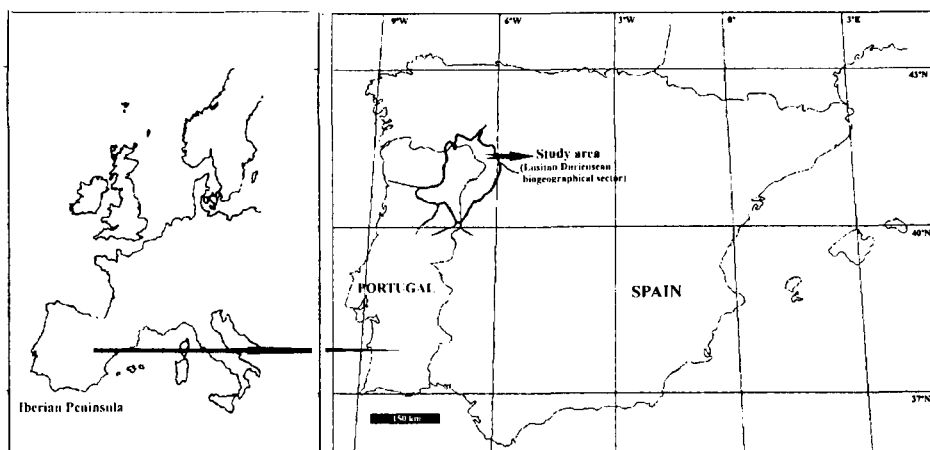 Iberian Peninsula
9°W
6°W
3°W
0°
3°E
43°N
Study area
(Lusitan Duriensean
biogeographical sector)
40°N
PORTUGAL
SPAIN
37°N
150 km